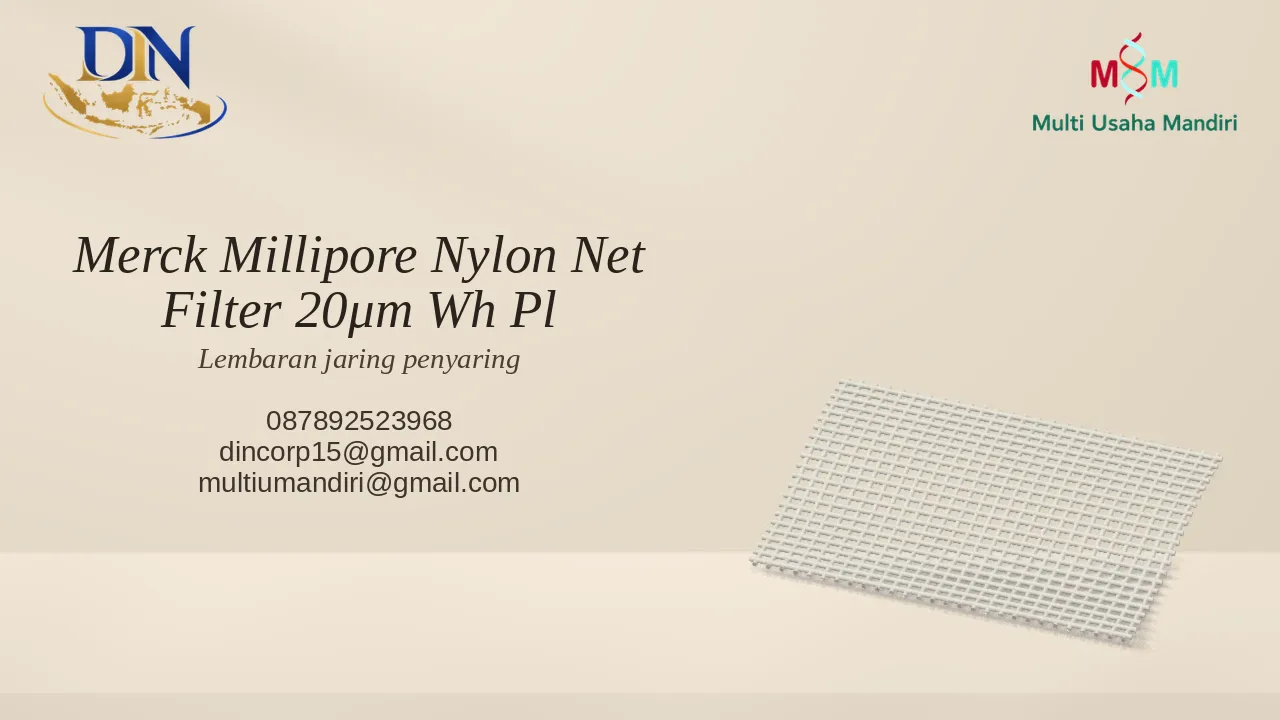 DIN
M M
Multi Usaha Mandiri
Merck Millipore Nylon Net
Filter 20µm Wh Pl
Lembaran jaring penyaring
087892523968
dincorp15@gmail.com
multiumandiri@gmail.com